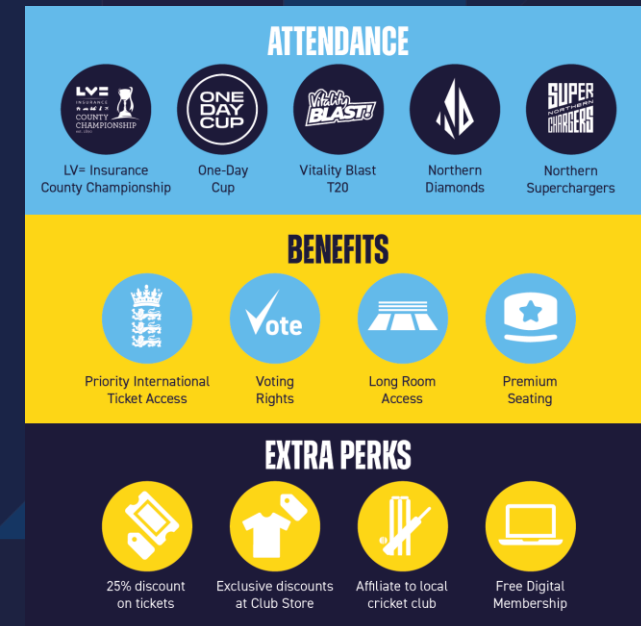 ATTENDANCE
LV=
INSURANCE
COUNTY
CHAMPIONSHIP
ONE
DAY
CUP
Vitality
BLAST!
SUPER
NORTHERN
CHARGERS
LV= Insurance
County Championship
One-Day
Cup
Vitality Blast
T20
Northern
Diamonds
Northern
Superchargers
BENEFITS
Vote
Priority International
Ticket Access
Voting
Rights
Long Room
Access
Premium
Seating
EXTRA PERKS
25% discount
on tickets
Exclusive discounts
at Club Store
Affiliate to local
cricket club
Free Digital
Membership